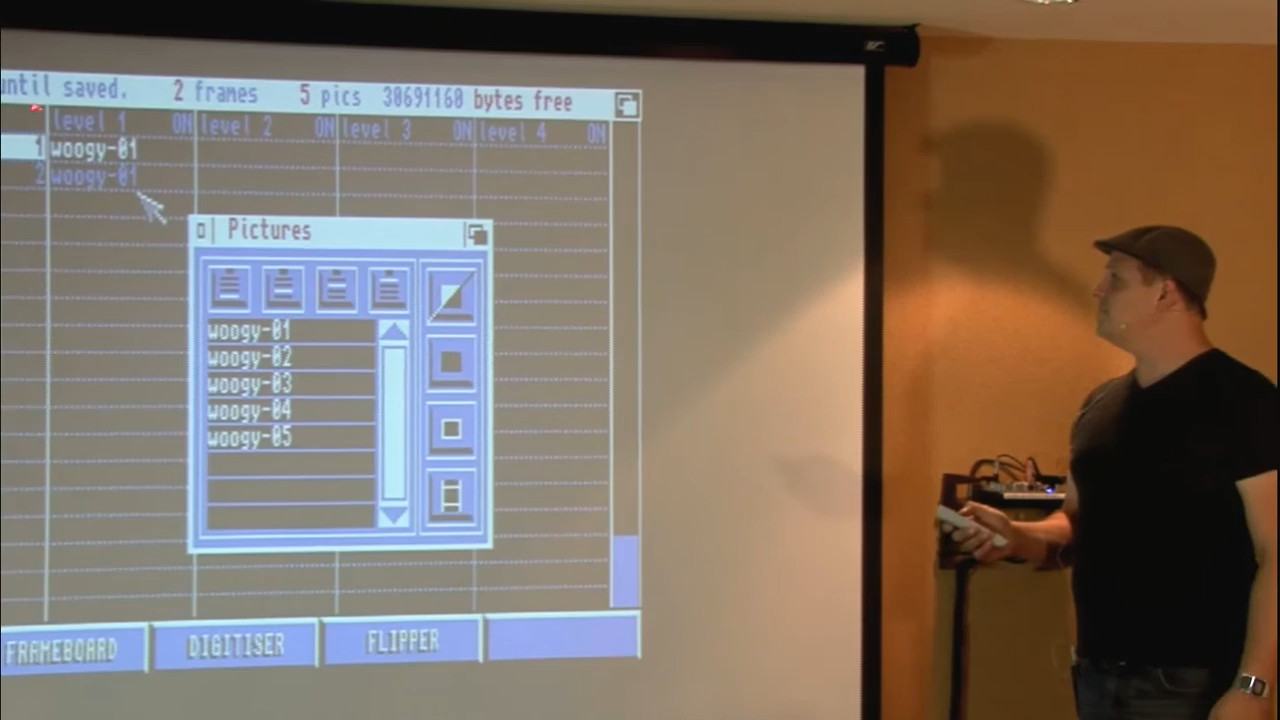 until saved. 2 frames 5 pics 30691160 bytes free
level 1 ON level 2 ON level 3 ON level 4 ON
1 woogy-01
2 woogy-01
Pictures
woogy-01
woogy-02
woogy-03
woogy-04
woogy-05
FRAMEBOARD DIGITISER FLIPPER